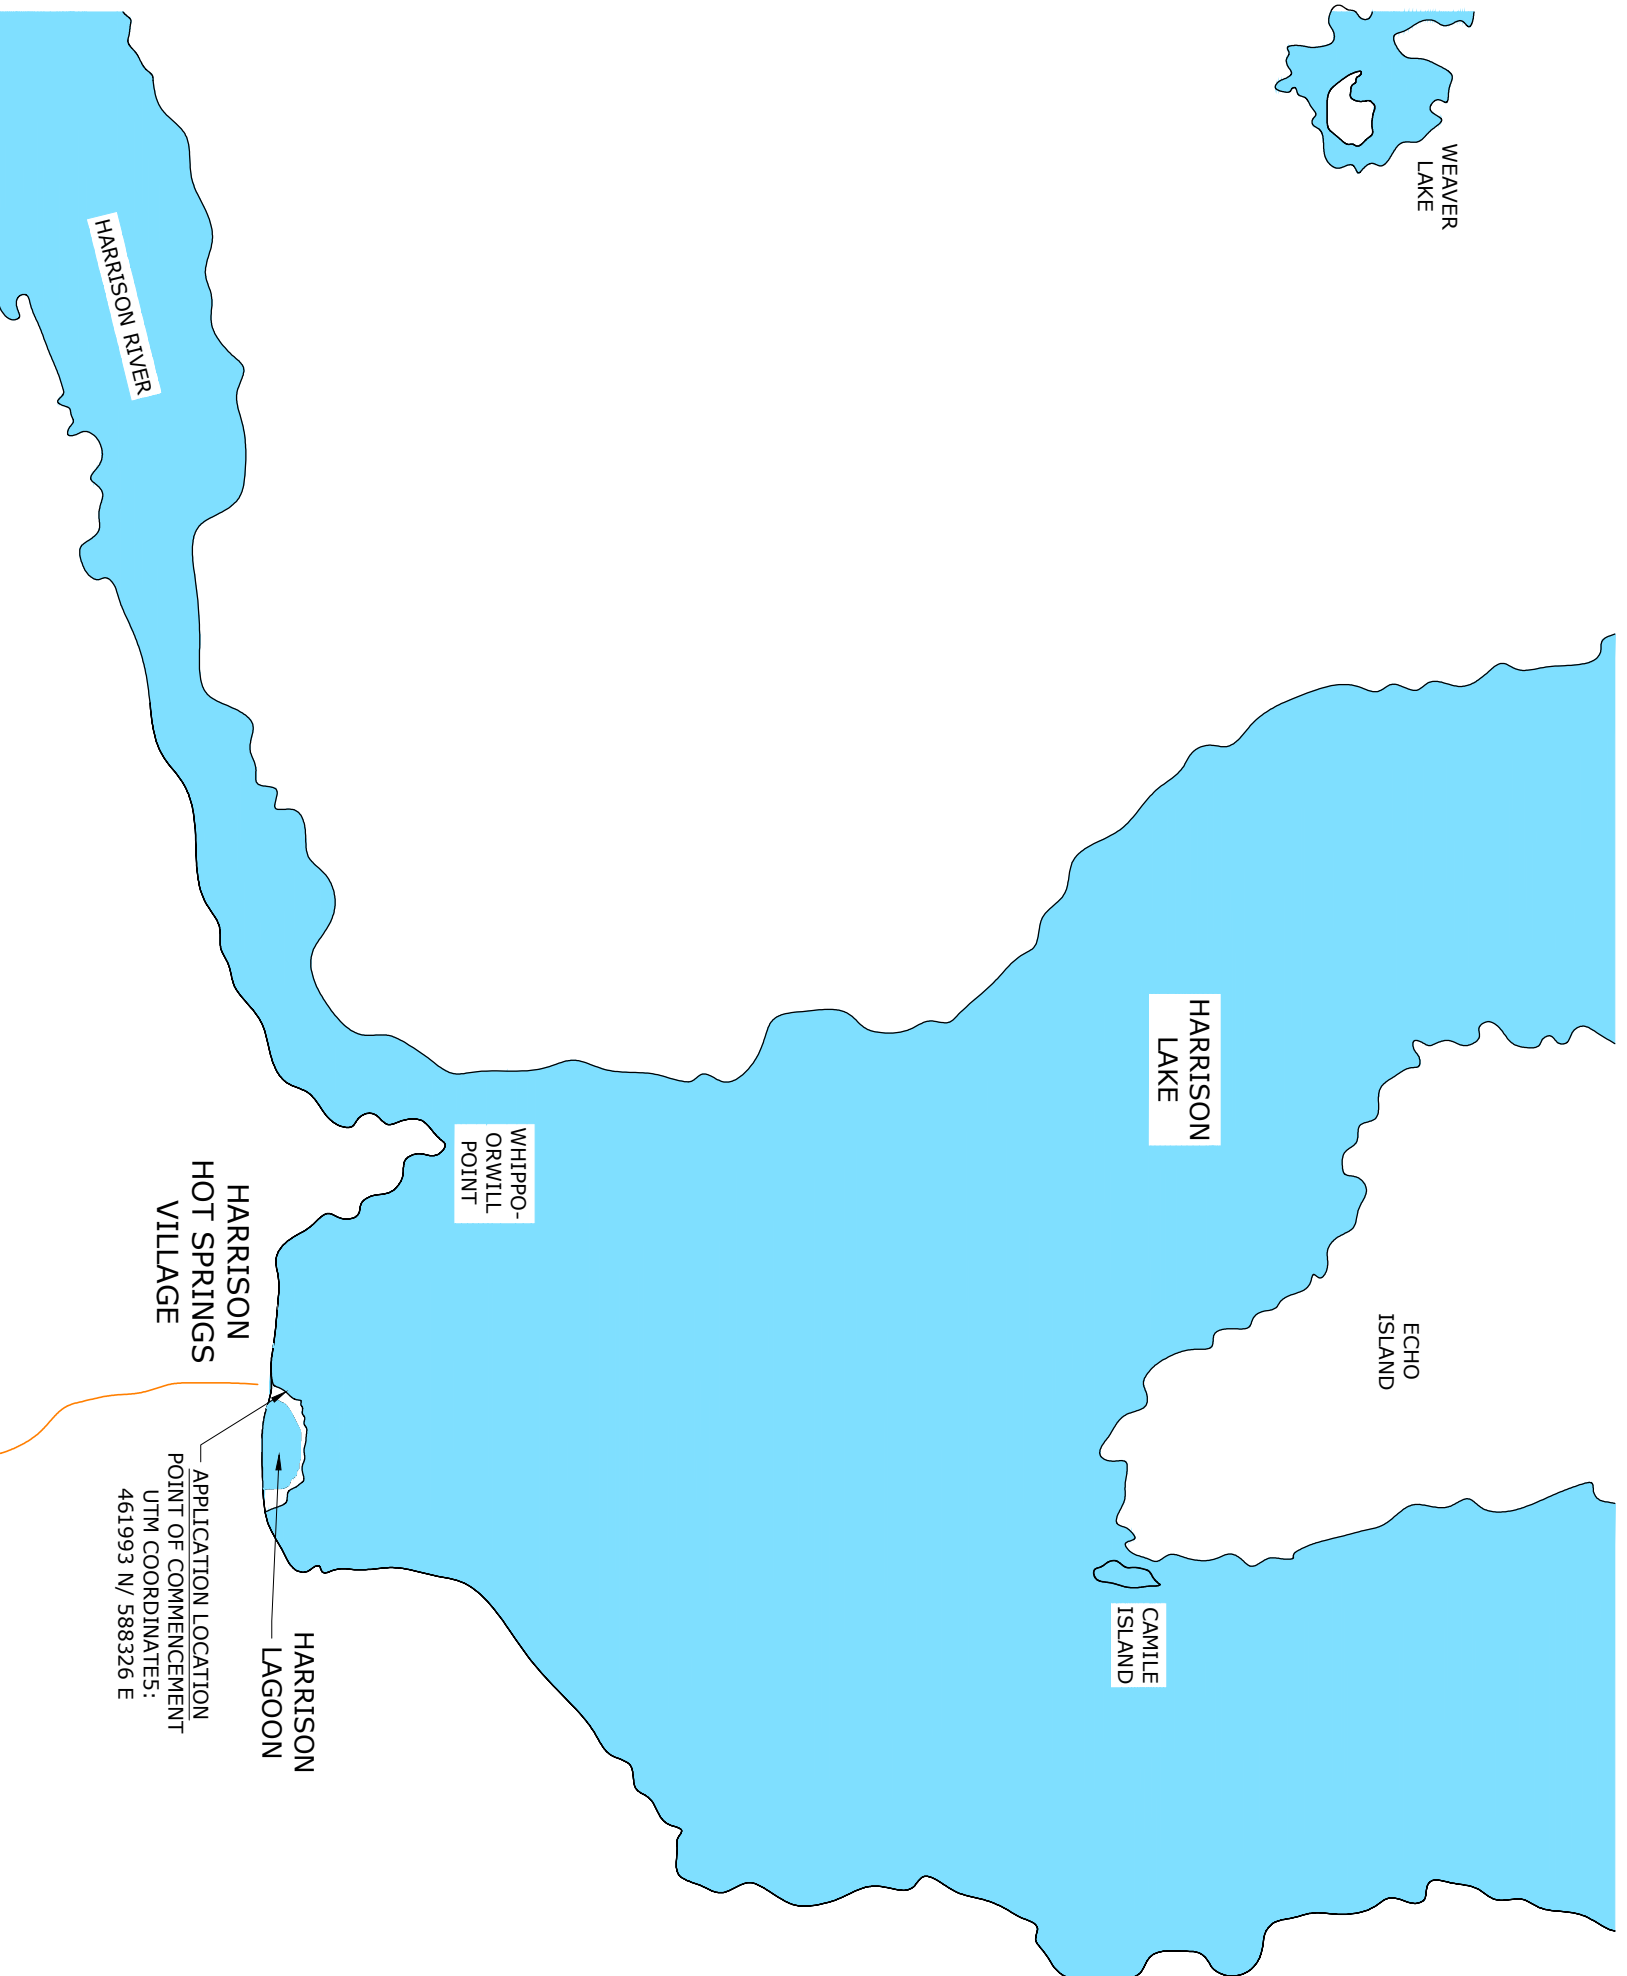 WEAVER
LAKE
HARRISON RIVER
HARRISON
LAKE
WHIPPO-
ORWILL
POINT
ECHO
ISLAND
CAMILE
ISLAND
HARRISON
HOT SPRINGS
VILLAGE
APPLICATION LOCATION
POINT OF COMMENCEMENT
UTM COORDINATES:
461993 N/ 588326 E
HARRISON
LAGOON